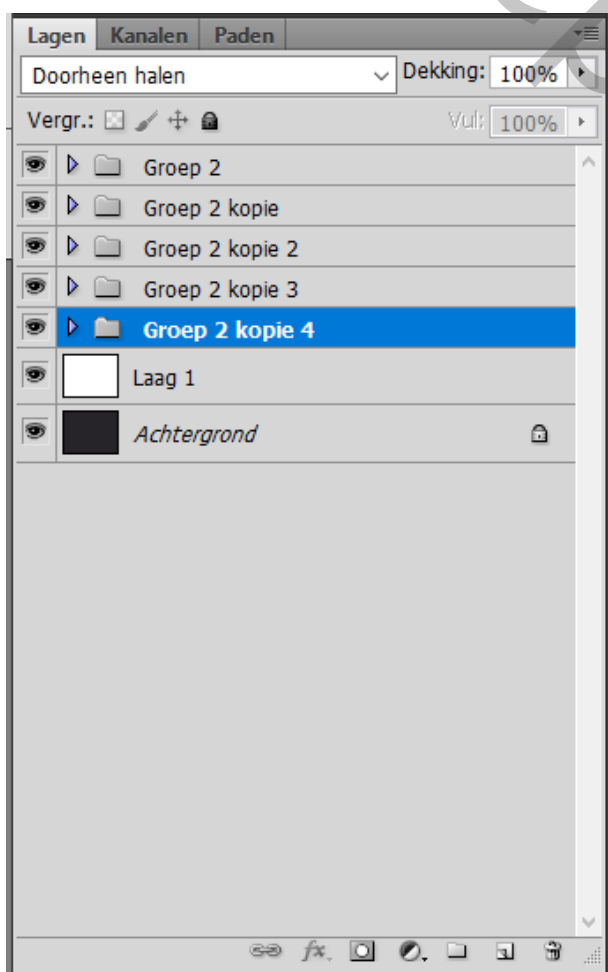 Lagen Kanalen Paden
Doorheen halen Dekking: 100%
Vergr.: Vul: 100%
Groep 2
Groep 2 kopie
Groep 2 kopie 2
Groep 2 kopie 3
Groep 2 kopie 4
Laag 1
Achtergrond
fx.